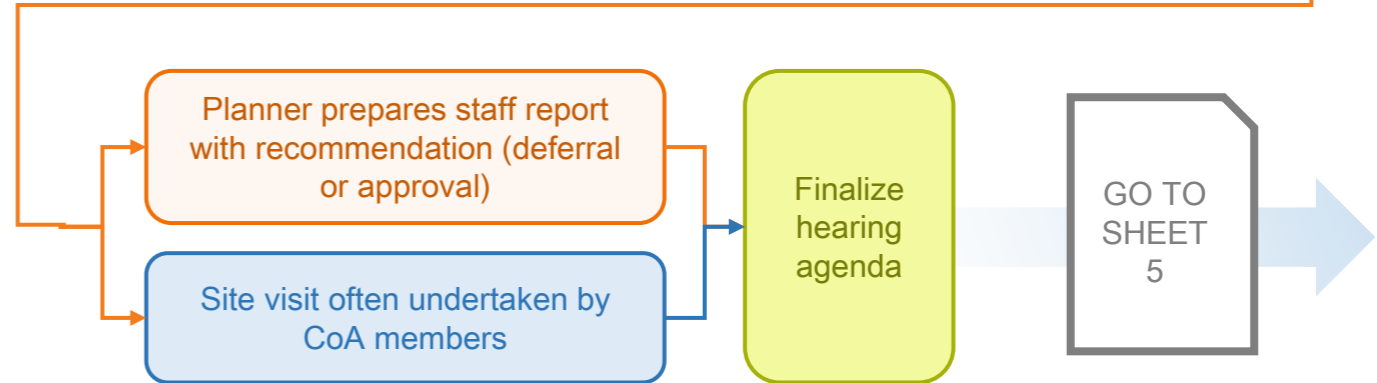 Planner prepares staff report
with recommendation (deferral
or approval)
Site visit often undertaken by
CoA members
Finalize
hearing
agenda
GO TO
SHEET
5